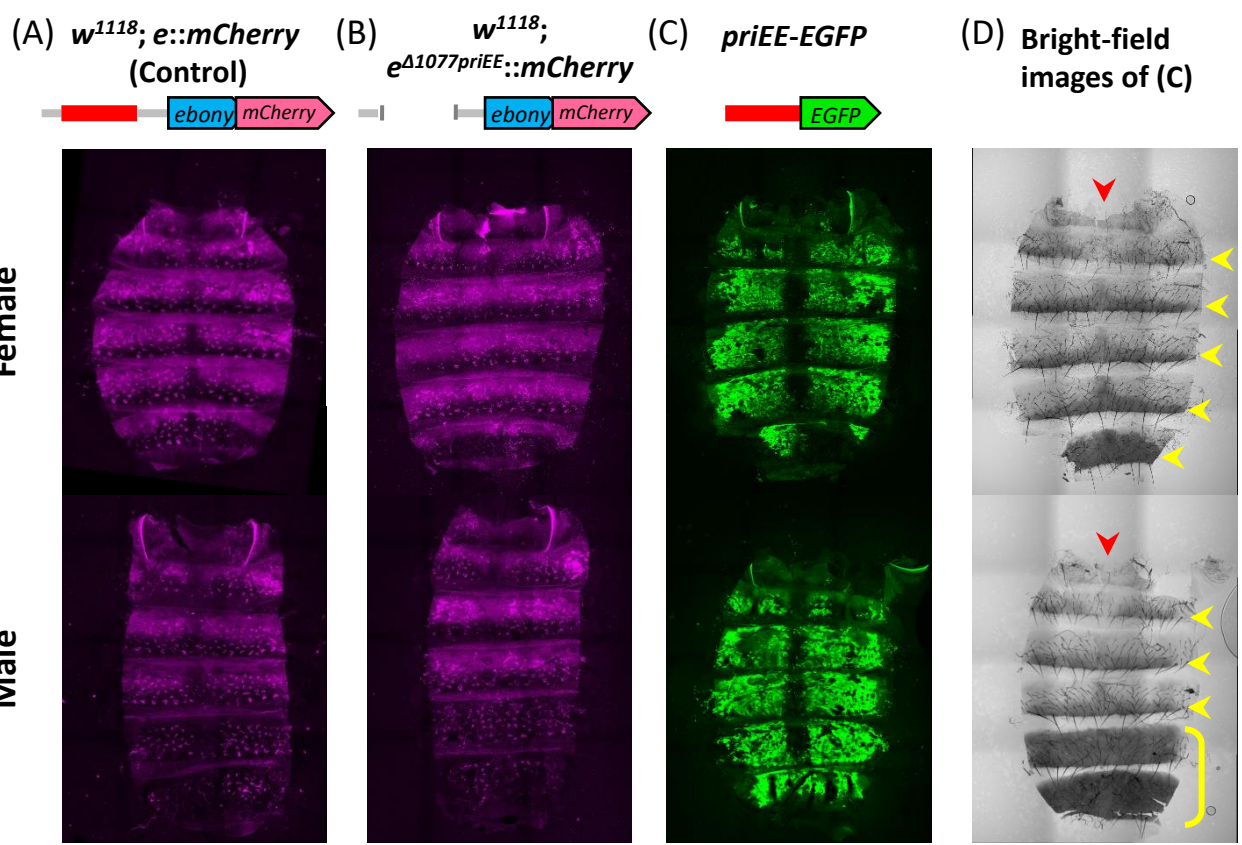 (A) w1118; e::mCherry
(Control)
(B) w1118;
eΔ1077priEE::mCherry
(C) priEE-EGFP
(D) Bright-field
images of (C)
ebony mCherry
ebony mCherry
EGFP
Female
Male